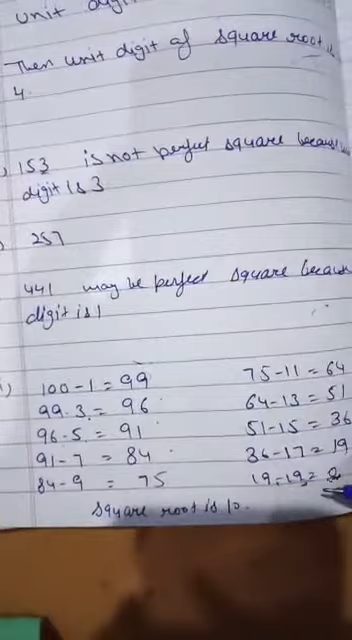 unit digit
Then unit digit of square root is
4.
153 is not perfect square because
digit is 3
257
441 may be perfect square because
digit is 1
i) 100 - 1 = 99 75 - 11 = 64
99 - 3 = 96 64 - 13 = 51
96 - 5 = 91 51 - 15 = 36
91 - 7 = 84 36 - 17 = 19
84 - 9 = 75 19 - 19 =
square root is 10.